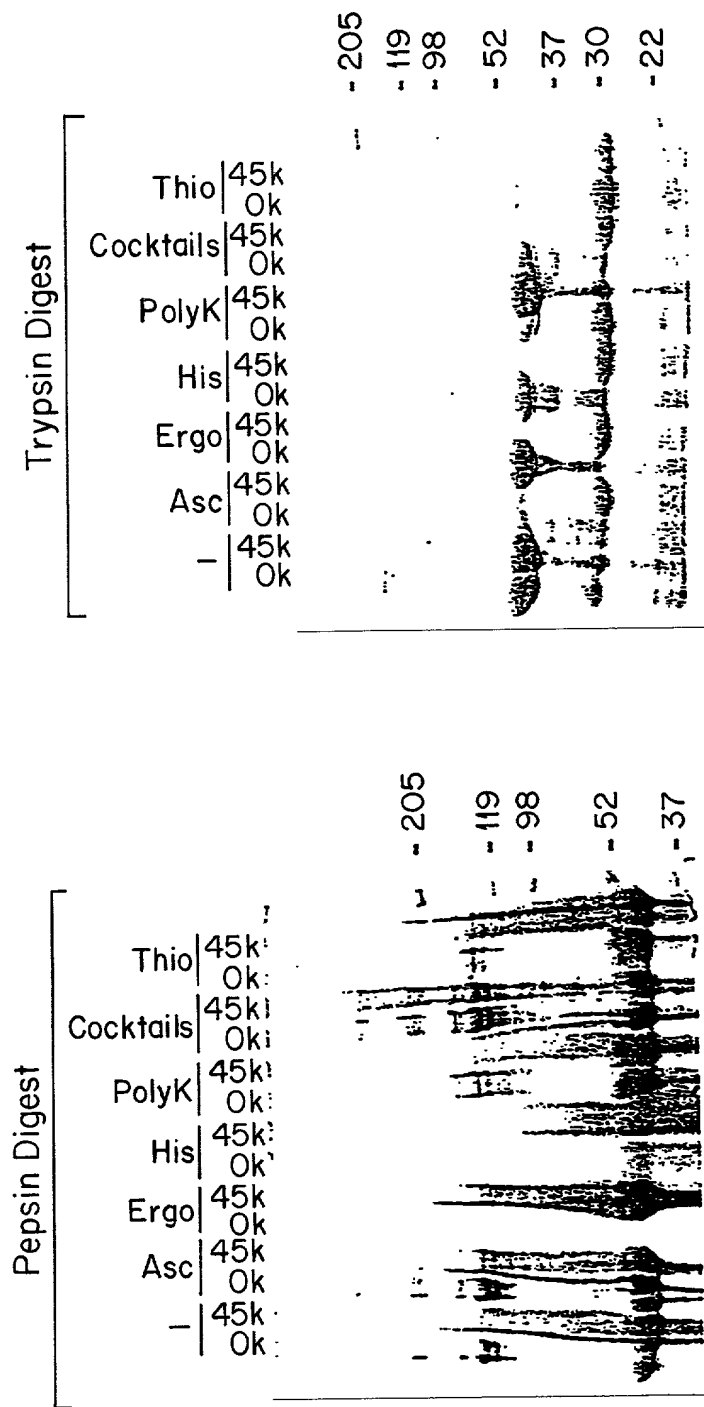 Trypsin Digest
Thio 45k
0k
Cocktails 45k
0k
PolyK 45k
0k
His 45k
0k
Ergo 45k
0k
Asc 45k
0k
– 45k
0k
- 205
- 119
- 98
- 52
- 37
- 30
- 22
Pepsin Digest
Thio 45k
0k
Cocktails 45k
0k
PolyK 45k
0k
His 45k
0k
Ergo 45k
0k
Asc 45k
0k
– 45k
0k
- 205
- 119
- 98
- 52
- 37